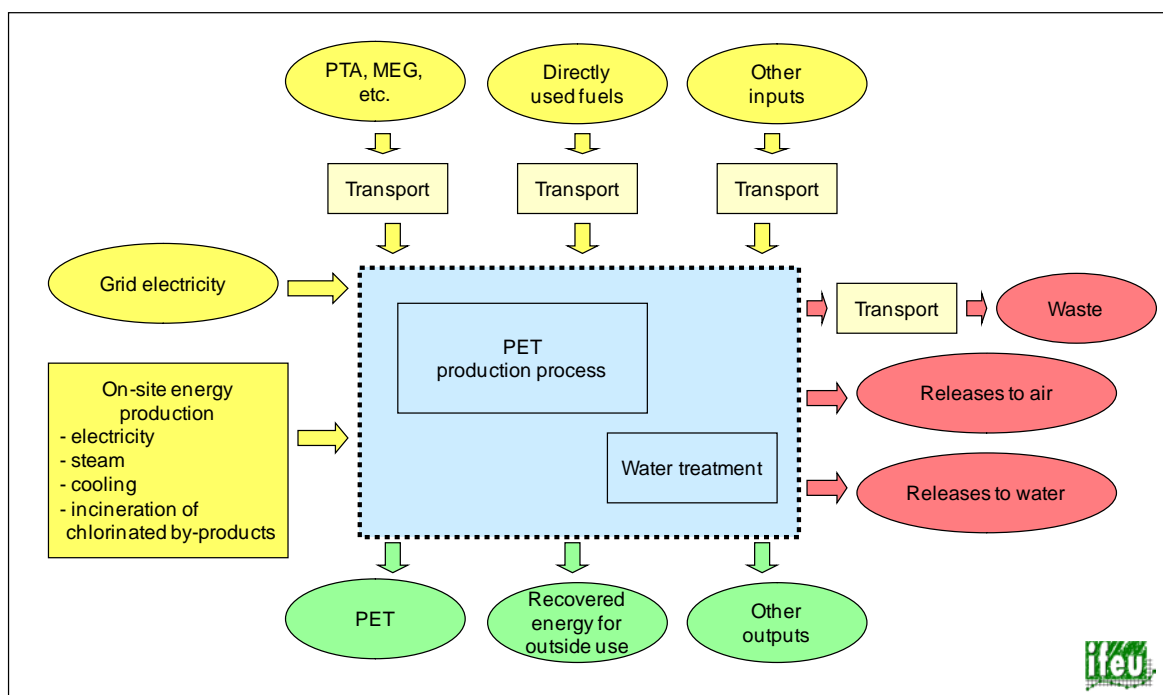 PTA, MEG,
etc.
Directly
used fuels
Other
inputs
Transport
Transport
Transport
Grid electricity
Transport
Waste
PET
production process
On-site energy
production
- electricity
- steam
- cooling
- incineration of
chlorinated by-products
Releases to air
Water treatment
Releases to water
PET
Recovered
energy for
outside use
Other
outputs
ifeu